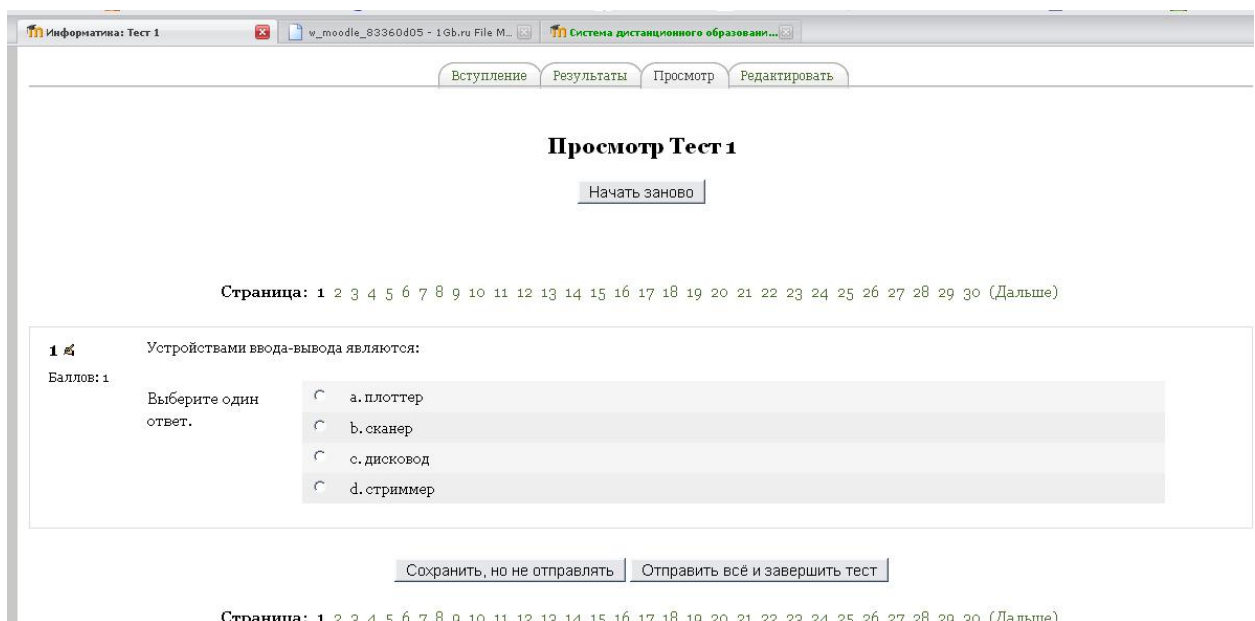 Информатика: Тест 1
w_moodle_83360d05 - 1Gb.ru File M...
Система дистанционного образовани...
Вступление Результаты Просмотр Редактировать
Просмотр Тест 1
Начать заново
Страница: 1 2 3 4 5 6 7 8 9 10 11 12 13 14 15 16 17 18 19 20 21 22 23 24 25 26 27 28 29 30 (Дальше)
1
Устройствами ввода-вывода являются:
Баллов: 1
Выберите один ответ.
a. плоттер
b. сканер
c. дисковод
d. стриммер
Сохранить, но не отправлять Отправить всё и завершить тест
Страница: 1 2 3 4 5 6 7 8 9 10 11 12 13 14 15 16 17 18 19 20 21 22 23 24 25 26 27 28 29 30 (Дальше)